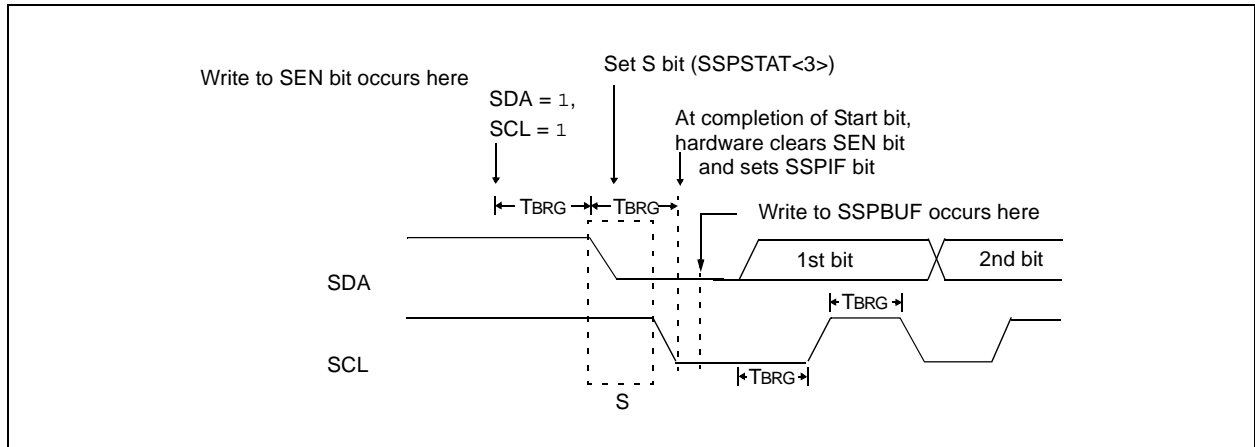 Write to SEN bit occurs here
Set S bit (SSPSTAT<3>)
SDA = 1,
SCL = 1
At completion of Start bit,
hardware clears SEN bit
and sets SSPIF bit
TBRG
TBRG
Write to SSPBUF occurs here
SDA
1st bit
2nd bit
TBRG
SCL
TBRG
S